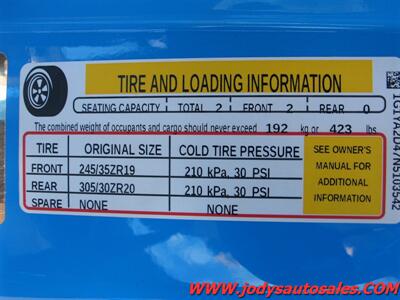 TIRE AND LOADING INFORMATION
SEATING CAPACITY TOTAL 2 FRONT 2 REAR 0
The combined weight of occupants and cargo should never exceed 192 kg or 423 lbs
TIRE ORIGINAL SIZE COLD TIRE PRESSURE
FRONT 245/35ZR19 210 kPa, 30 PSI
REAR 305/30ZR20 210 kPa, 30 PSI
SPARE NONE NONE
SEE OWNER'S
MANUAL FOR
ADDITIONAL
INFORMATION
www.jodysautosales.COM